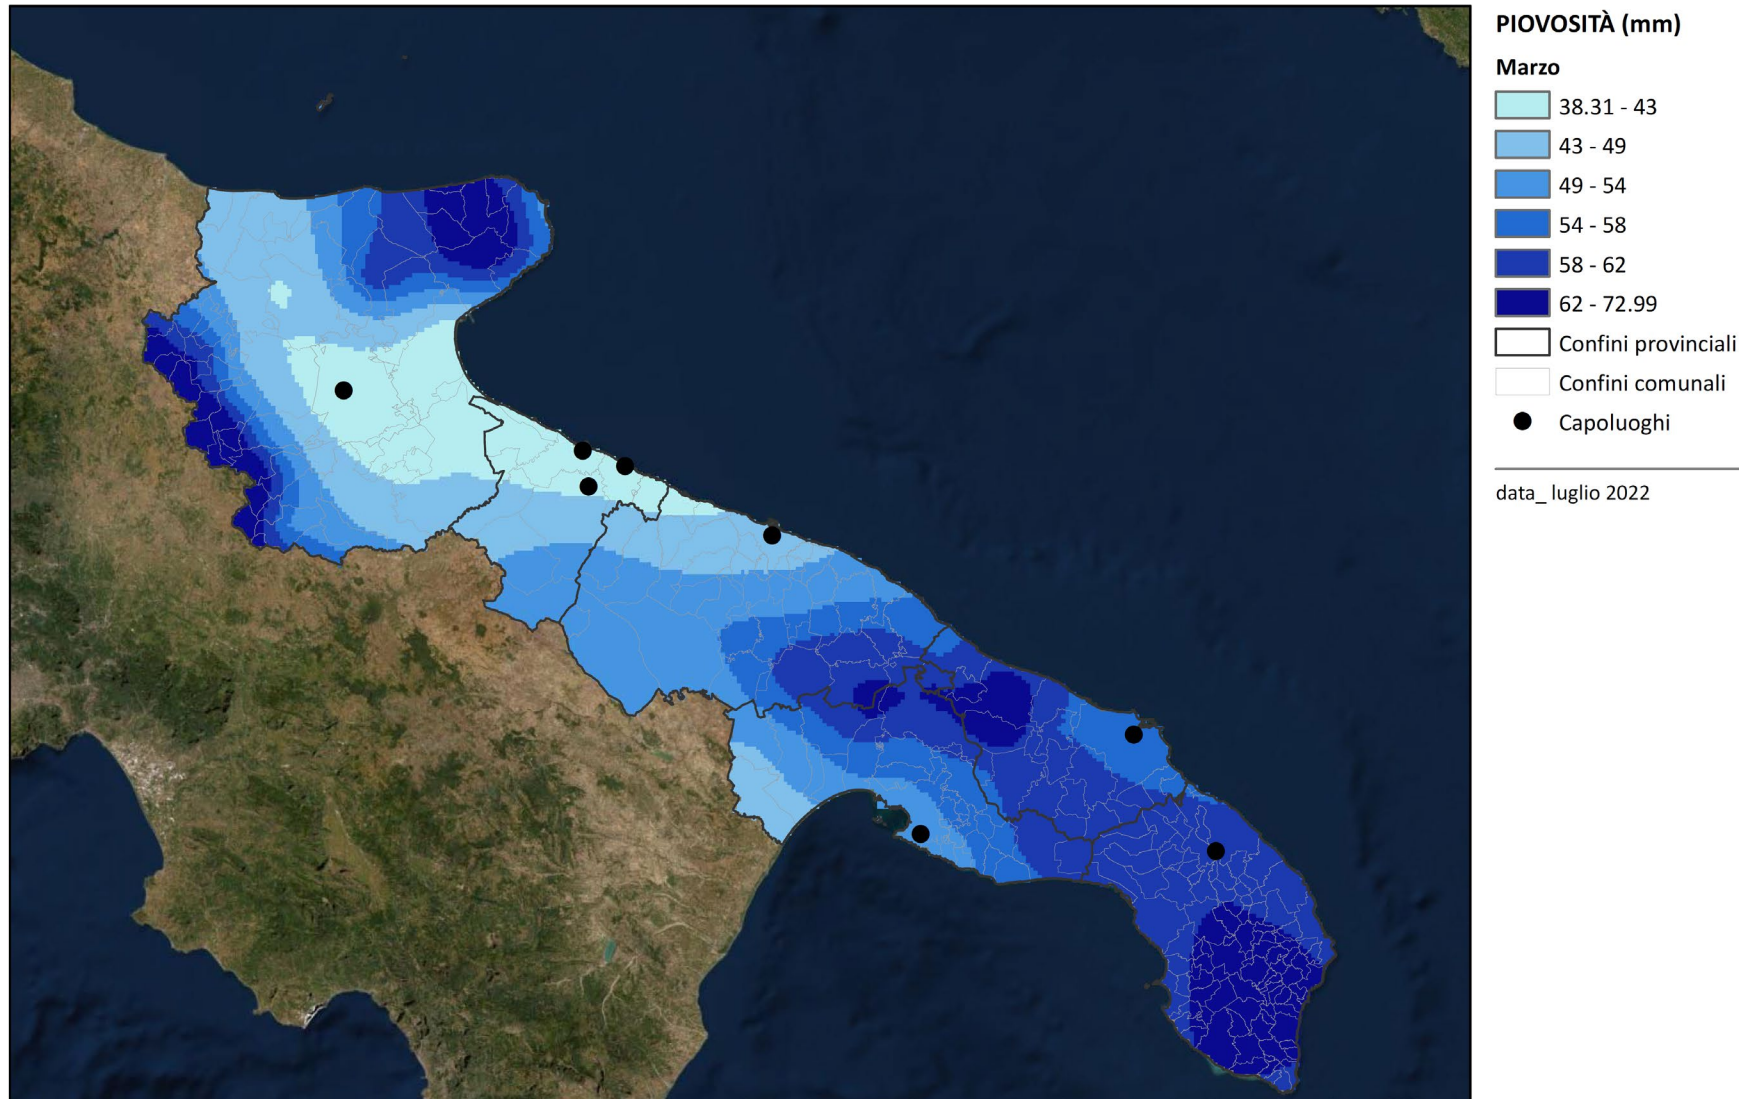 PIOVOSITÀ (mm)
Marzo
38.31 - 43
43 - 49
49 - 54
54 - 58
58 - 62
62 - 72.99
Confini provinciali
Confini comunali
Capoluoghi
data_ luglio 2022